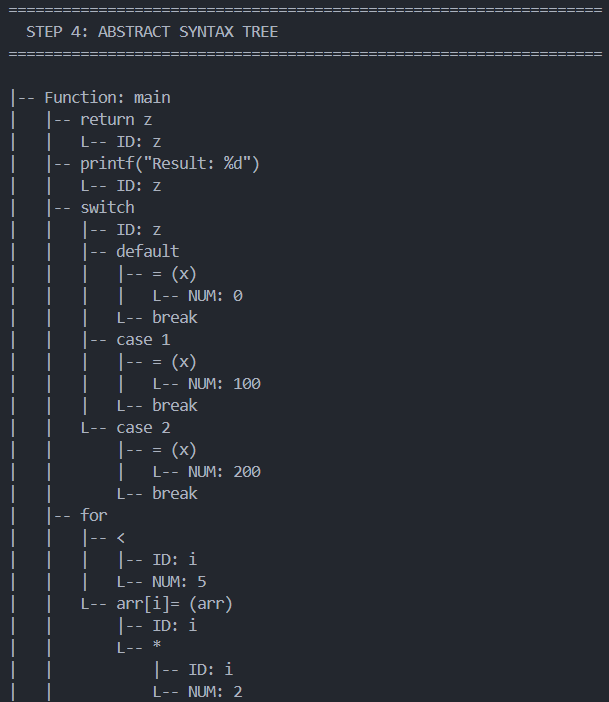 ==================================================================
  STEP 4: ABSTRACT SYNTAX TREE
==================================================================

|-- Function: main
|   |-- return z
|   |   L-- ID: z
|   |-- printf("Result: %d")
|   |   L-- ID: z
|   |-- switch
|   |   |-- ID: z
|   |   |-- default
|   |   |   |-- = (x)
|   |   |   |   L-- NUM: 0
|   |   |   L-- break
|   |   |-- case 1
|   |   |   |-- = (x)
|   |   |   |   L-- NUM: 100
|   |   |   L-- break
|   |   L-- case 2
|   |       |-- = (x)
|   |       |   L-- NUM: 200
|   |       L-- break
|   |-- for
|   |   |-- <
|   |   |   |-- ID: i
|   |   |   L-- NUM: 5
|   |   L-- arr[i]= (arr)
|   |       |-- ID: i
|   |       L-- *
|   |           |-- ID: i
|   |           L-- NUM: 2